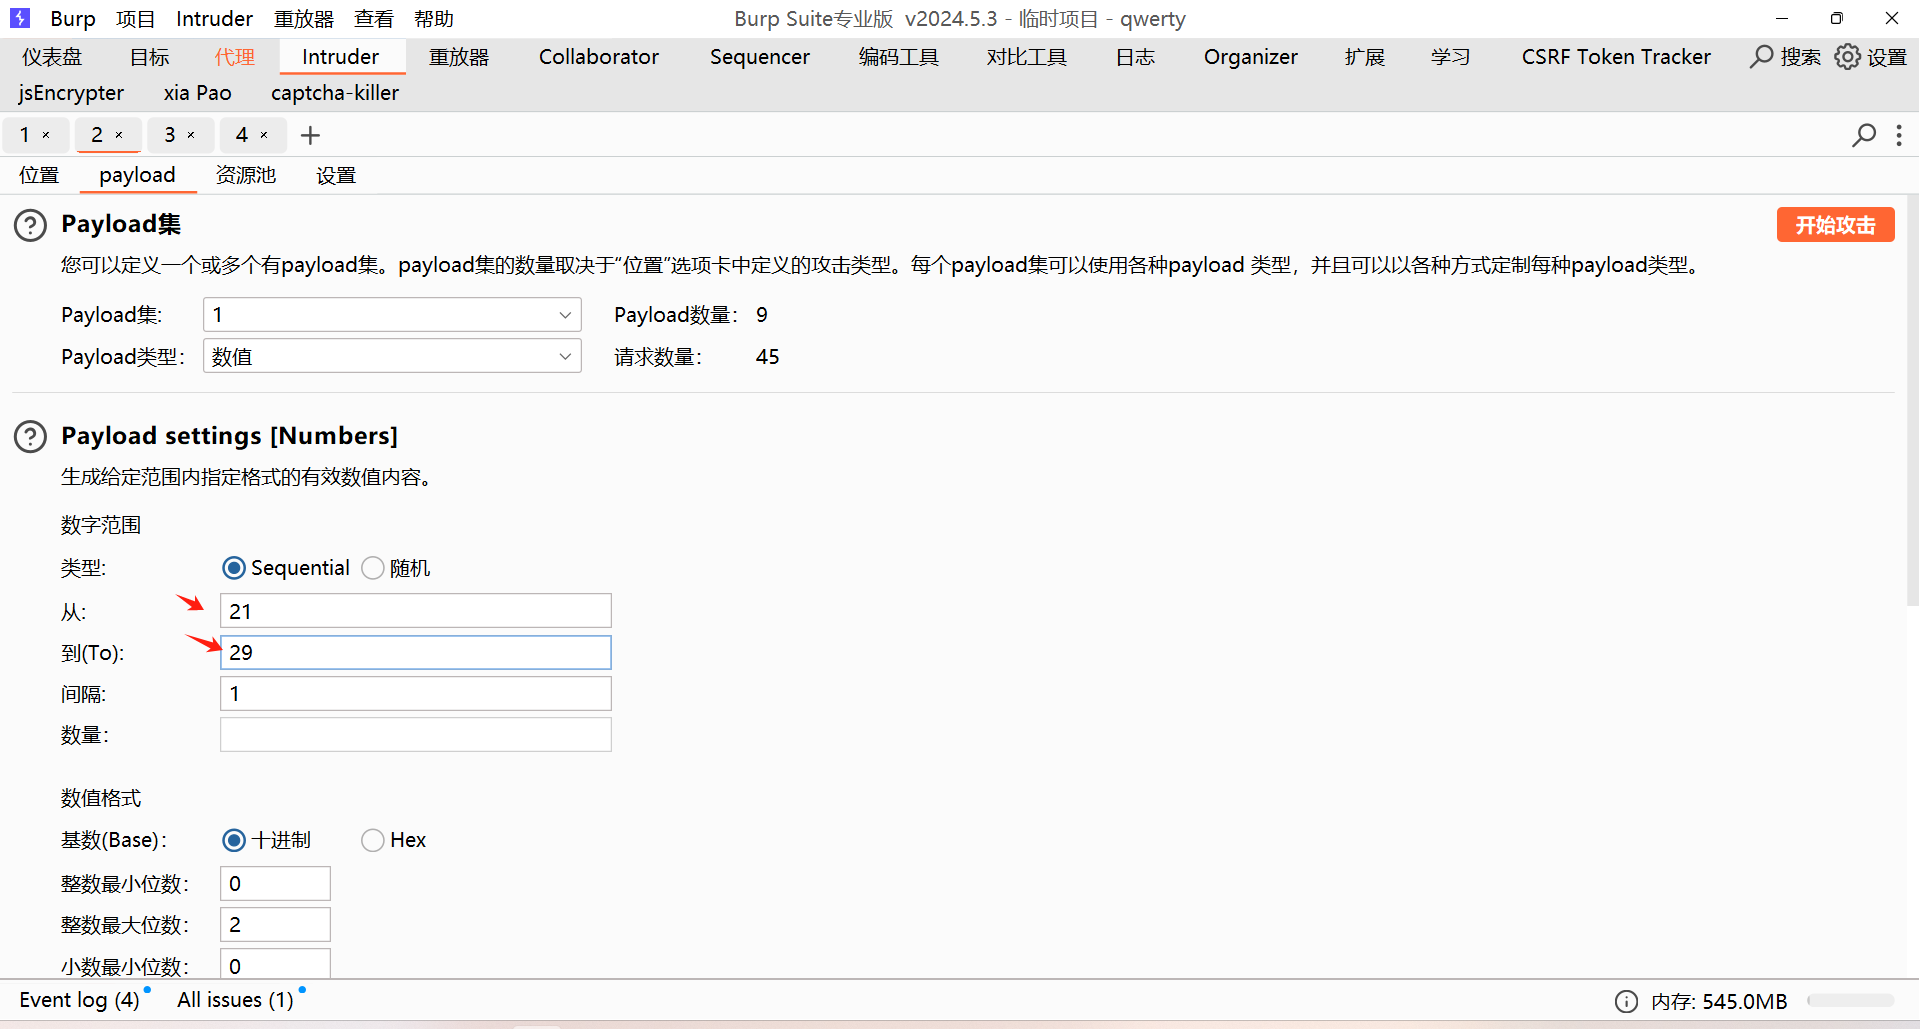 Burp 项目 Intruder 重放器 查看 帮助 Burp Suite专业版 v2024.5.3 - 临时项目 - qwerty
仪表盘 目标 代理 Intruder 重放器 Collaborator Sequencer 编码工具 对比工具 日志 Organizer 扩展 学习 CSRF Token Tracker 搜索 设置
jsEncrypter xia Pao captcha-killer
1 × 2 × 3 × 4 × +
位置 payload 资源池 设置
Payload集 开始攻击
您可以定义一个或多个有payload集。payload集的数量取决于“位置”选项卡中定义的攻击类型。每个payload集可以使用各种payload 类型，并且可以以各种方式定制每种payload类型。
Payload集: 1 Payload数量： 9
Payload类型： 数值 请求数量： 45
Payload settings [Numbers]
生成给定范围内指定格式的有效数值内容。
数字范围
类型: Sequential 随机
从: 21
到(To): 29
间隔: 1
数量：
数值格式
基数(Base)： 十进制 Hex
整数最小位数： 0
整数最大位数： 2
小数最小位数： 0
Event log (4) All issues (1) 内存: 545.0MB